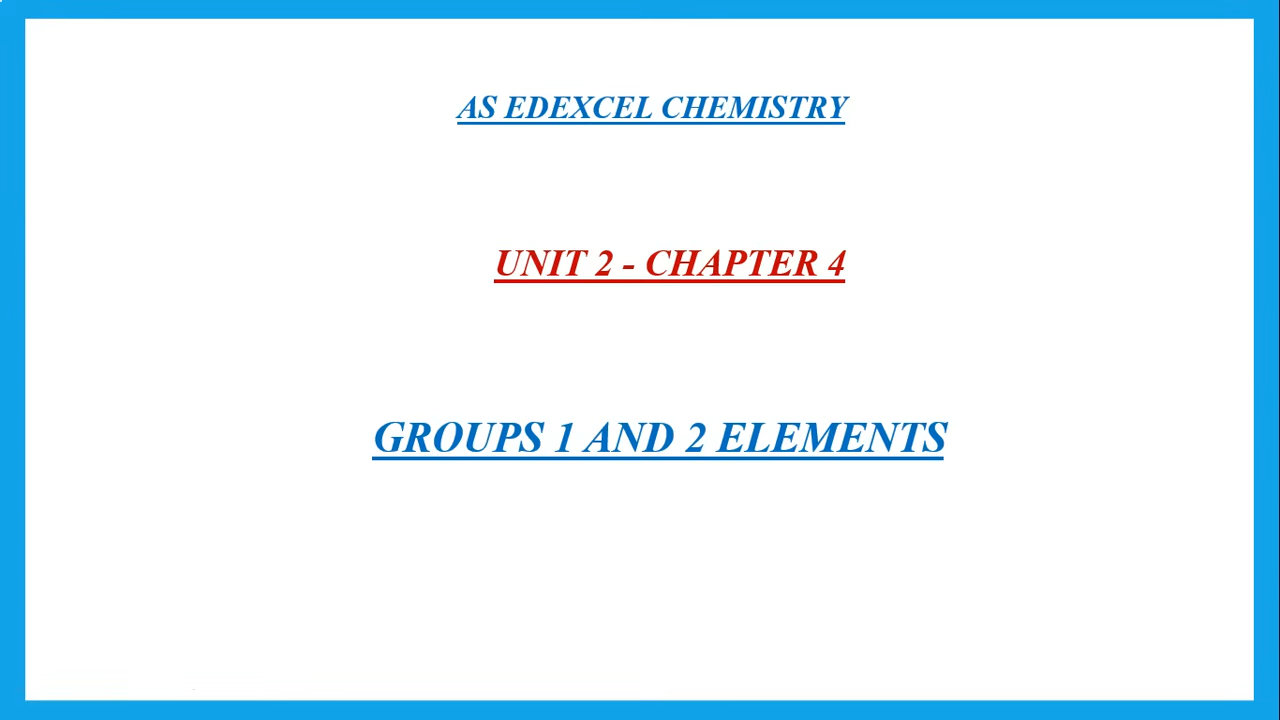 AS EDEXCEL CHEMISTRY
UNIT 2 - CHAPTER 4
GROUPS 1 AND 2 ELEMENTS